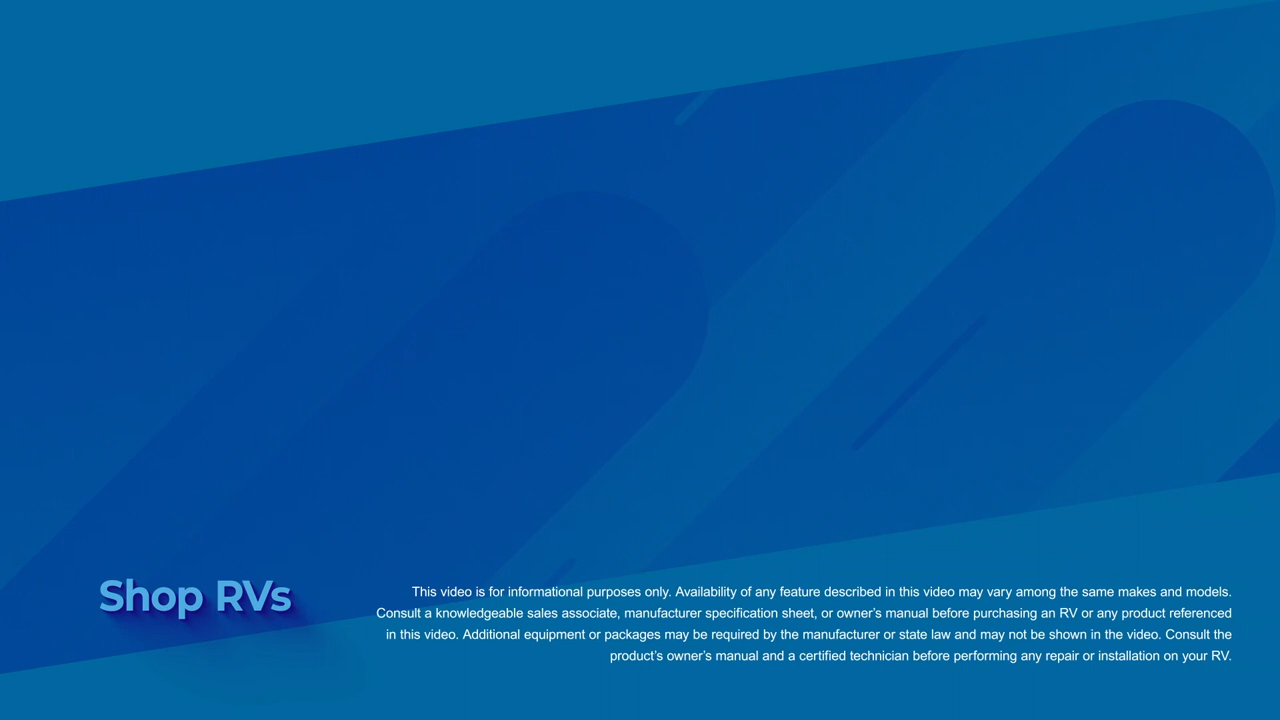 Shop RVs
This video is for informational purposes only. Availability of any feature described in this video may vary among the same makes and models.
Consult a knowledgeable sales associate, manufacturer specification sheet, or owner’s manual before purchasing an RV or any product referenced
in this video. Additional equipment or packages may be required by the manufacturer or state law and may not be shown in the video. Consult the
product’s owner’s manual and a certified technician before performing any repair or installation on your RV.